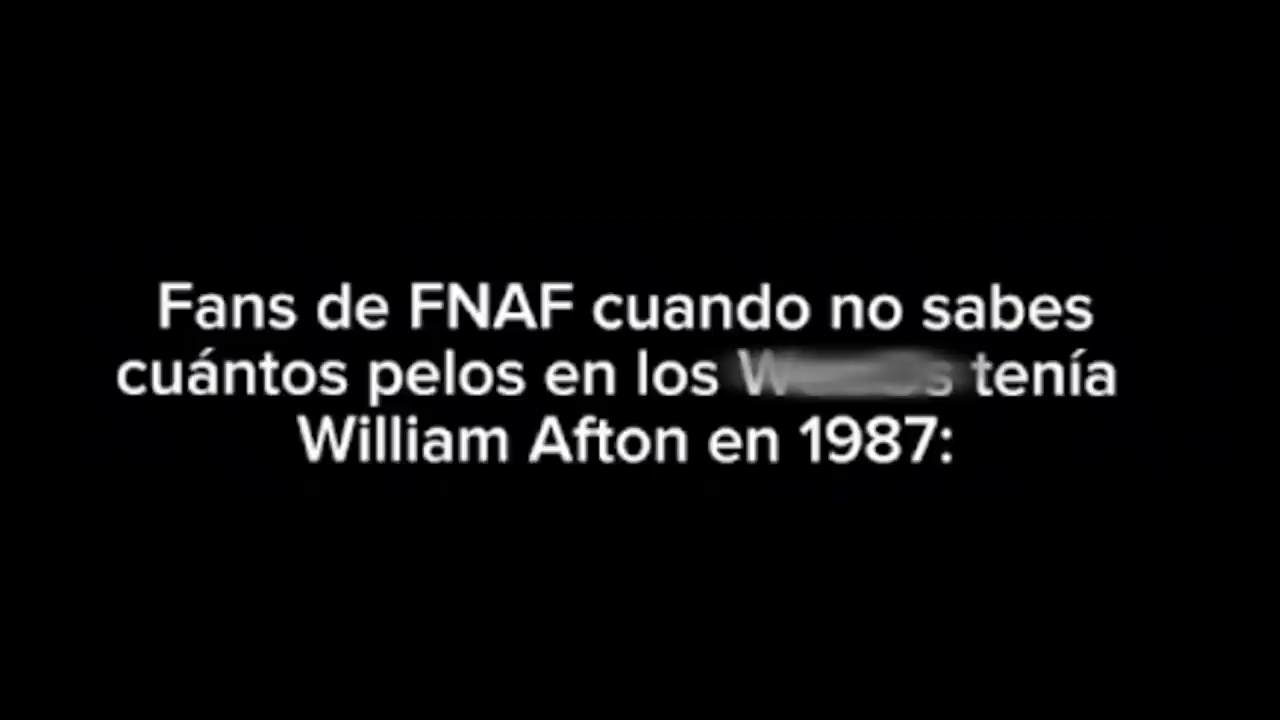 Fans de FNAF cuando no sabes
cuántos pelos en los tenía
William Afton en 1987: